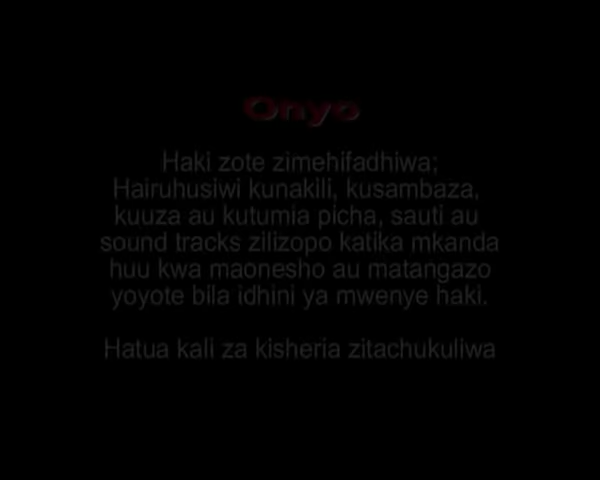 Onyo
Haki zote zimehifadhiwa;
Hairuhusiwi kunakili, kusambaza,
kuuza au kutumia picha, sauti au
sound tracks zilizopo katika mkanda
huu kwa maonesho au matangazo
yoyote bila idhini ya mwenye haki.
Hatua kali za kisheria zitachukuliwa